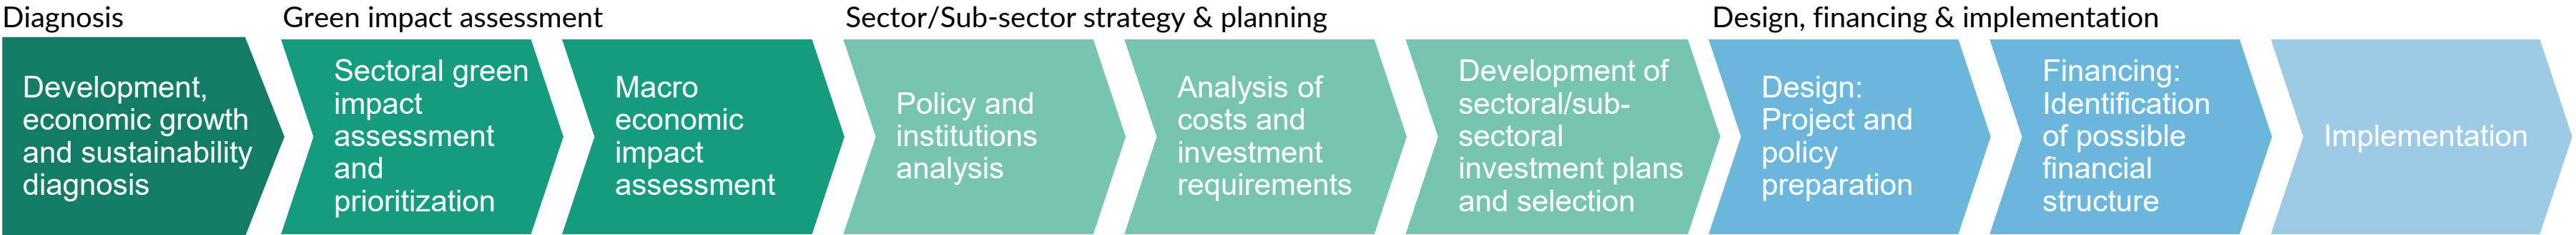 Diagnosis
Green impact assessment
Sector/Sub-sector strategy & planning
Design, financing & implementation
Development,
economic growth
and sustainability
diagnosis
Sectoral green
impact
assessment
and
prioritization
Macro
economic
impact
assessment
Policy and
institutions
analysis
Analysis of
costs and
investment
requirements
Development of
sectoral/sub-
sectoral
investment plans
and selection
Design:
Project and
policy
preparation
Financing:
Identification
of possible
financial
structure
Implementation